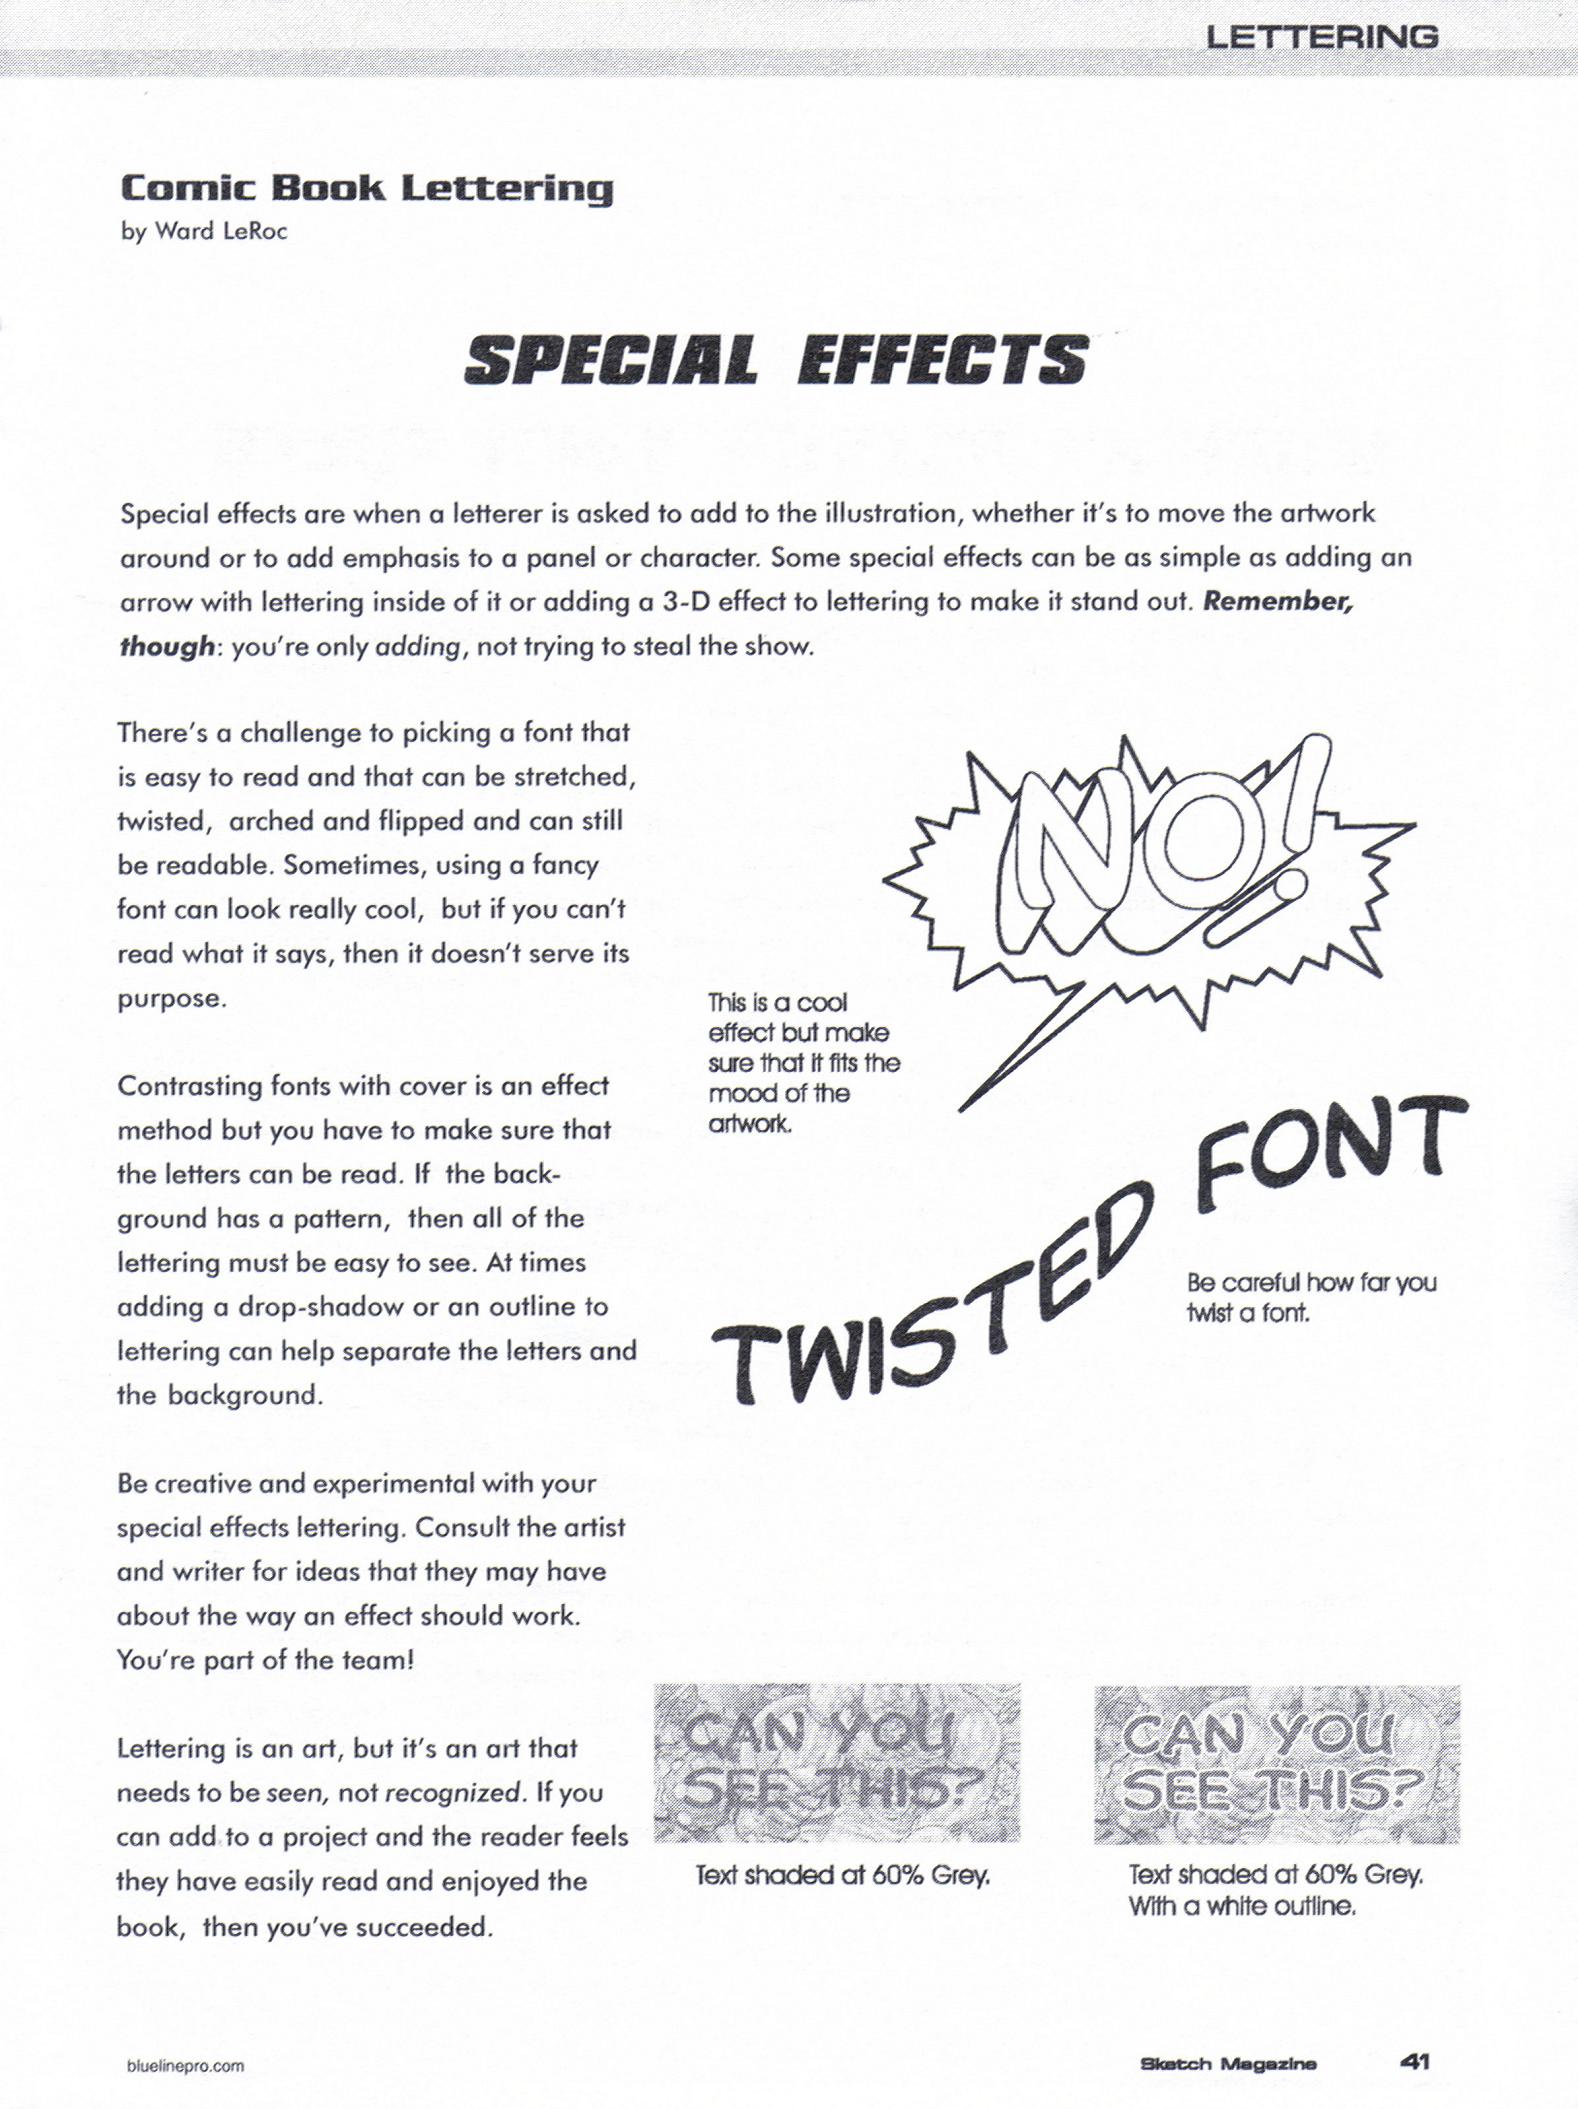 LETTERING
Comic Book Lettering
by Ward LeRoc
SPECIAL EFFECTS
Special effects are when a letterer is asked to add to the illustration, whether it's to move the artwork
around or to add emphasis to a panel or character. Some special effects can be as simple as adding an
arrow with lettering inside of it or adding a 3-D effect to lettering to make it stand out. Remember,
though: you're only adding, not trying to steal the show.
There's a challenge to picking a font that
is easy to read and that can be stretched,
twisted, arched and flipped and can still
be readable. Sometimes, using a fancy
font can look really cool, but if you can't
read what it says, then it doesn't serve its
purpose.
Contrasting fonts with cover is an effect
method but you have to make sure that
the letters can be read. If the back-
ground has a pattern, then all of the
lettering must be easy to see. At times
adding a drop-shadow or an outline to
lettering can help separate the letters and
the background.
Be creative and experimental with your
special effects lettering. Consult the artist
and writer for ideas that they may have
about the way an effect should work.
You're part of the team!
Lettering is an art, but it's an art that
needs to be seen, not recognized. If you
can add to a project and the reader feels
they have easily read and enjoyed the
book, then you've succeeded.
NO!
This is a cool
effect but make
sure that it fits the
mood of the
artwork.
TWISTED FONT
Be careful how far you
twist a font.
CAN YOU
SEE THIS?
Text shaded at 60% Grey.
CAN YOU
SEE THIS?
Text shaded at 60% Grey.
With a white outline.
bluelinepro.com
Sketch Magazine
41